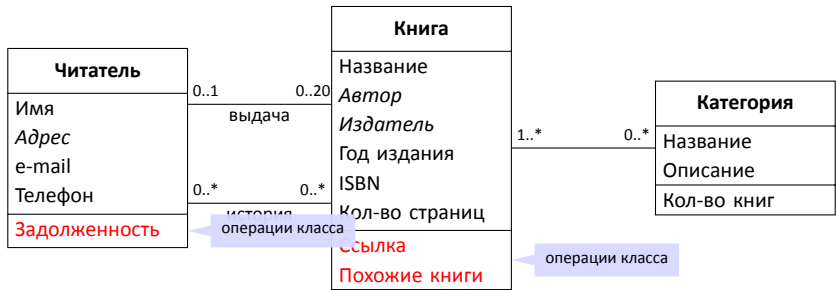 Читатель
Имя
Адрес
e-mail
Телефон
Задолженность
0..1
0..20
выдача
0..*
0..*
история
операции класса
Книга
Название
Автор
Издатель
Год издания
ISBN
Кол-во страниц
Ссылка
Похожие книги
операции класса
1..*
0..*
Категория
Название
Описание
Кол-во книг